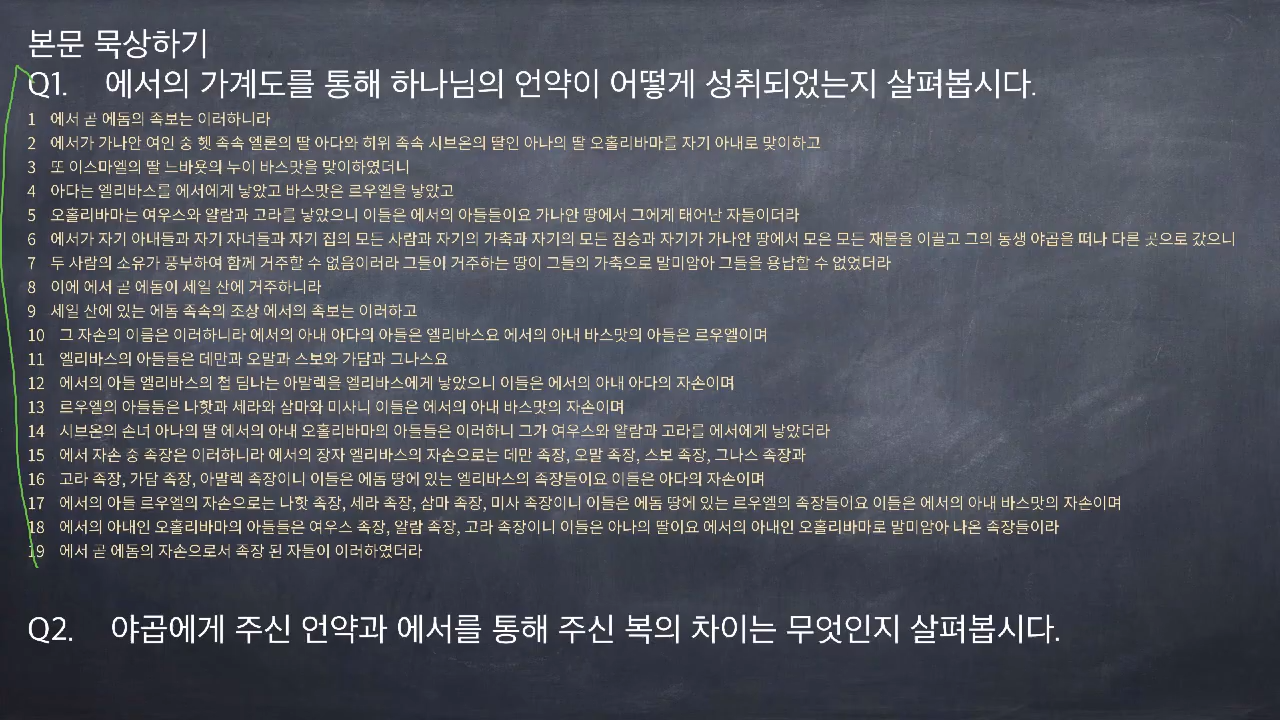 본문 묵상하기
Q1. 에서의 가계도를 통해 하나님의 언약이 어떻게 성취되었는지 살펴봅시다.
1 에서 곧 에돔의 족보는 이러하니라
2 에서가 가나안 여인 중 헷 족속 엘론의 딸 아다와 히위 족속 시브온의 딸인 아나의 딸 오홀리바마를 자기 아내로 맞이하고
3 또 이스마엘의 딸 느바욧의 누이 바스맛을 맞이하였더니
4 아다는 엘리바스를 에서에게 낳았고 바스맛은 르우엘을 낳았고
5 오홀리바마는 여우스와 얄람과 고라를 낳았으니 이들은 에서의 아들들이요 가나안 땅에서 그에게 태어난 자들이더라
6 에서가 자기 아내들과 자기 자녀들과 자기 집의 모든 사람과 자기의 가축과 자기의 모든 짐승과 자기가 가나안 땅에서 모은 모든 재물을 이끌고 그의 동생 야곱을 떠나 다른 곳으로 갔으니
7 두 사람의 소유가 풍부하여 함께 거주할 수 없음이러라 그들이 거주하는 땅이 그들의 가축으로 말미암아 그들을 용납할 수 없었더라
8 이에 에서 곧 에돔이 세일 산에 거주하니라
9 세일 산에 있는 에돔 족속의 조상 에서의 족보는 이러하고
10 그 자손의 이름은 이러하니라 에서의 아내 아다의 아들은 엘리바스요 에서의 아내 바스맛의 아들은 르우엘이며
11 엘리바스의 아들들은 데만과 오말과 스보와 가담과 그나스요
12 에서의 아들 엘리바스의 첩 딤나는 아말렉을 엘리바스에게 낳았으니 이들은 에서의 아내 아다의 자손이며
13 르우엘의 아들들은 나핫과 세라와 삼마와 미사니 이들은 에서의 아내 바스맛의 자손이며
14 시브온의 손녀 아나의 딸 에서의 아내 오홀리바마의 아들들은 이러하니 그가 여우스와 얄람과 고라를 에서에게 낳았더라
15 에서 자손 중 족장은 이러하니라 에서의 장자 엘리바스의 자손으로는 데만 족장, 오말 족장, 스보 족장, 그나스 족장과
16 고라 족장, 가담 족장, 아말렉 족장이니 이들은 에돔 땅에 있는 엘리바스의 족장들이요 이들은 아다의 자손이며
17 에서의 아들 르우엘의 자손으로는 나핫 족장, 세라 족장, 삼마 족장, 미사 족장이니 이들은 에돔 땅에 있는 르우엘의 족장들이요 이들은 에서의 아내 바스맛의 자손이며
18 에서의 아내인 오홀리바마의 아들들은 여우스 족장, 얄람 족장, 고라 족장이니 이들은 아나의 딸이요 에서의 아내인 오홀리바마로 말미암아 나온 족장들이라
19 에서 곧 에돔의 자손으로서 족장 된 자들이 이러하였더라
Q2. 야곱에게 주신 언약과 에서를 통해 주신 복의 차이는 무엇인지 살펴봅시다.